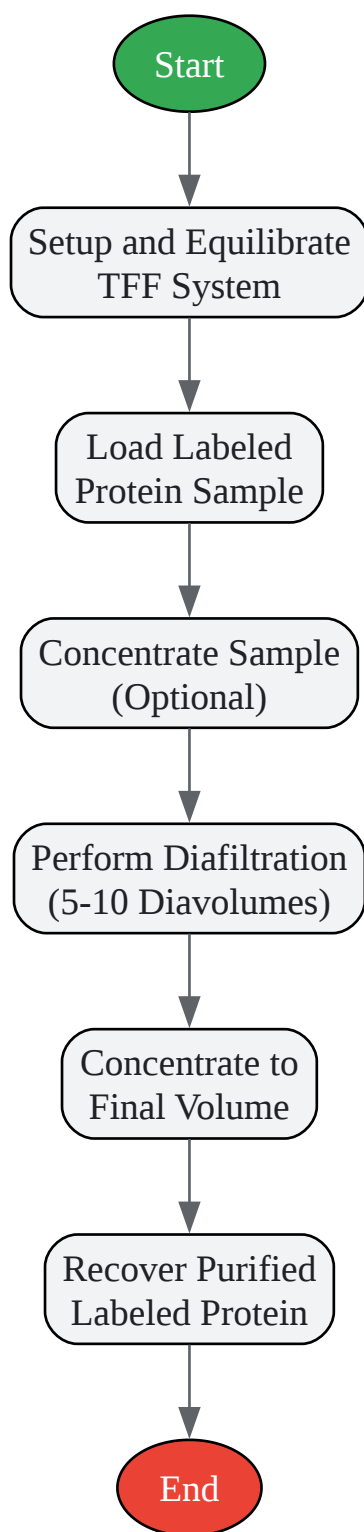 Start
Setup and Equilibrate
TFF System
Load Labeled
Protein Sample
Concentrate Sample
(Optional)
Perform Diafiltration
(5-10 Diavolumes)
Concentrate to
Final Volume
Recover Purified
Labeled Protein
End